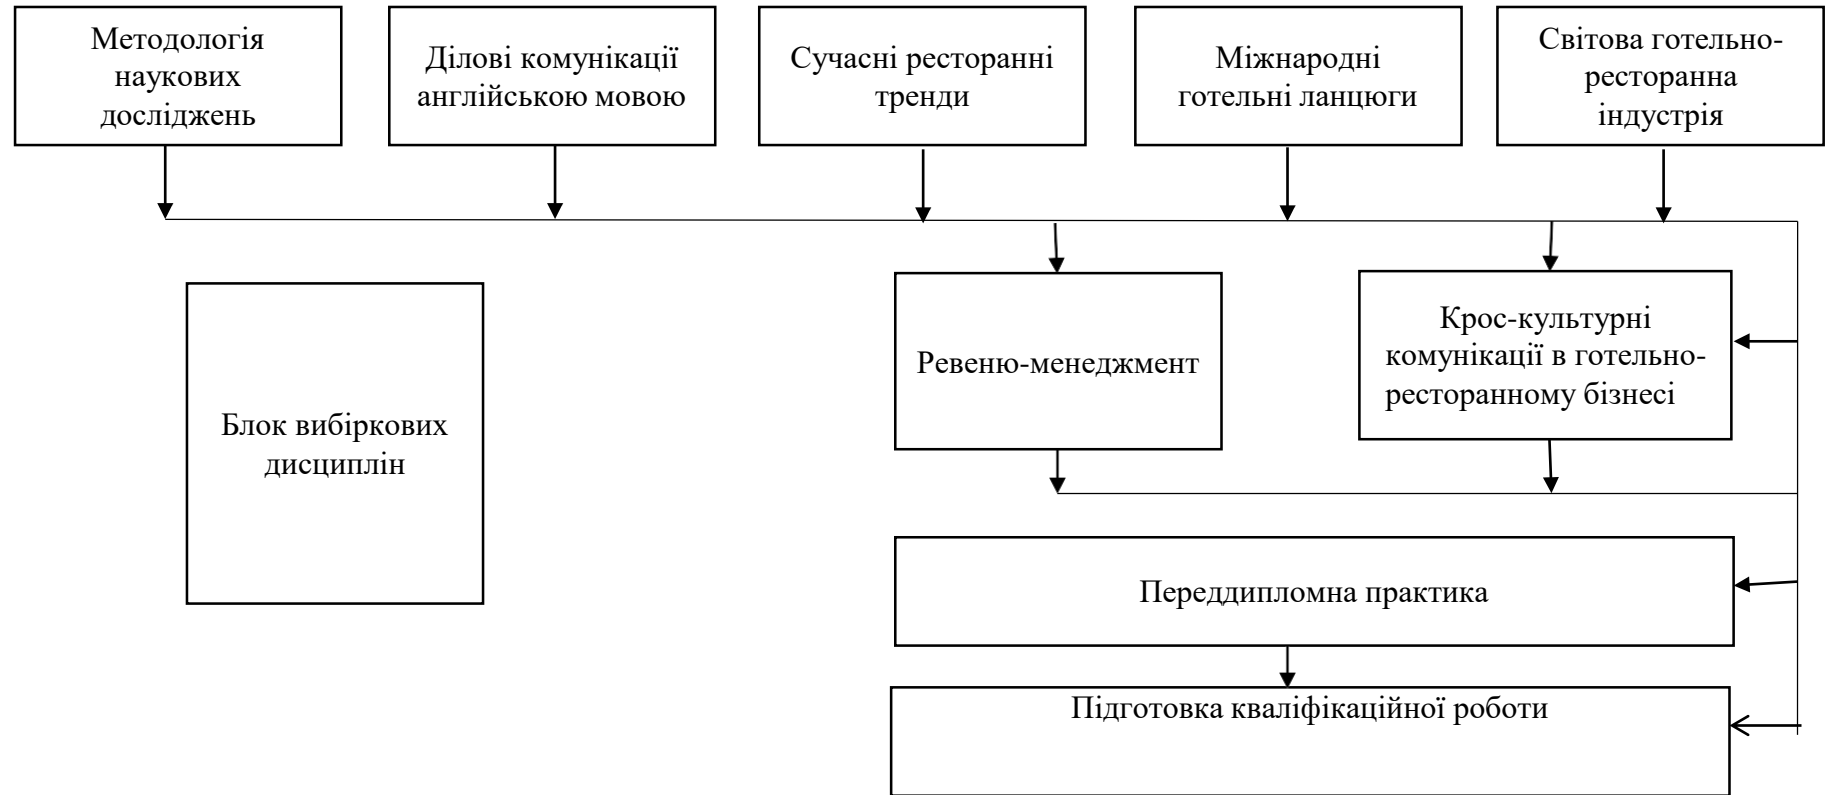 Методологія
наукових
досліджень
Ділові комунікації
англійською мовою
Сучасні ресторанні
тренди
Міжнародні
готельні ланцюги
Світова готельно-
ресторанна
індустрія
Блок вибіркових
дисциплін
Ревеню-менеджмент
Крос-культурні
комунікації в готельно-
ресторанному бізнесі
Переддипломна практика
Підготовка кваліфікаційної роботи